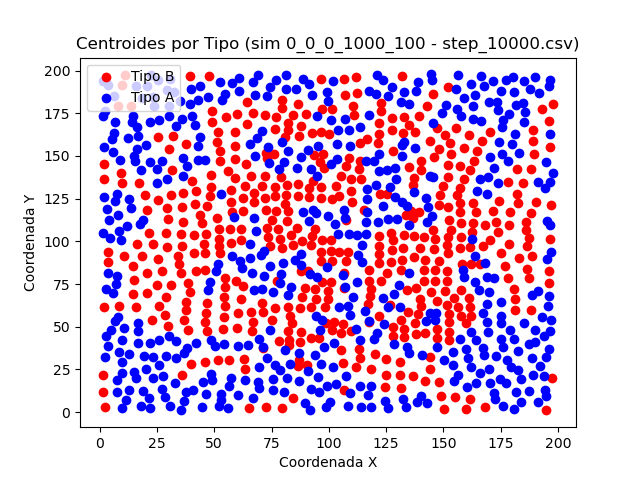 Centroides por Tipo (sim 0_0_0_1000_100 - step_10000.csv)
Tipo B
Tipo A
Coordenada Y
200
175
150
125
100
75
50
25
0
0 25 50 75 100 125 150 175 200
Coordenada X